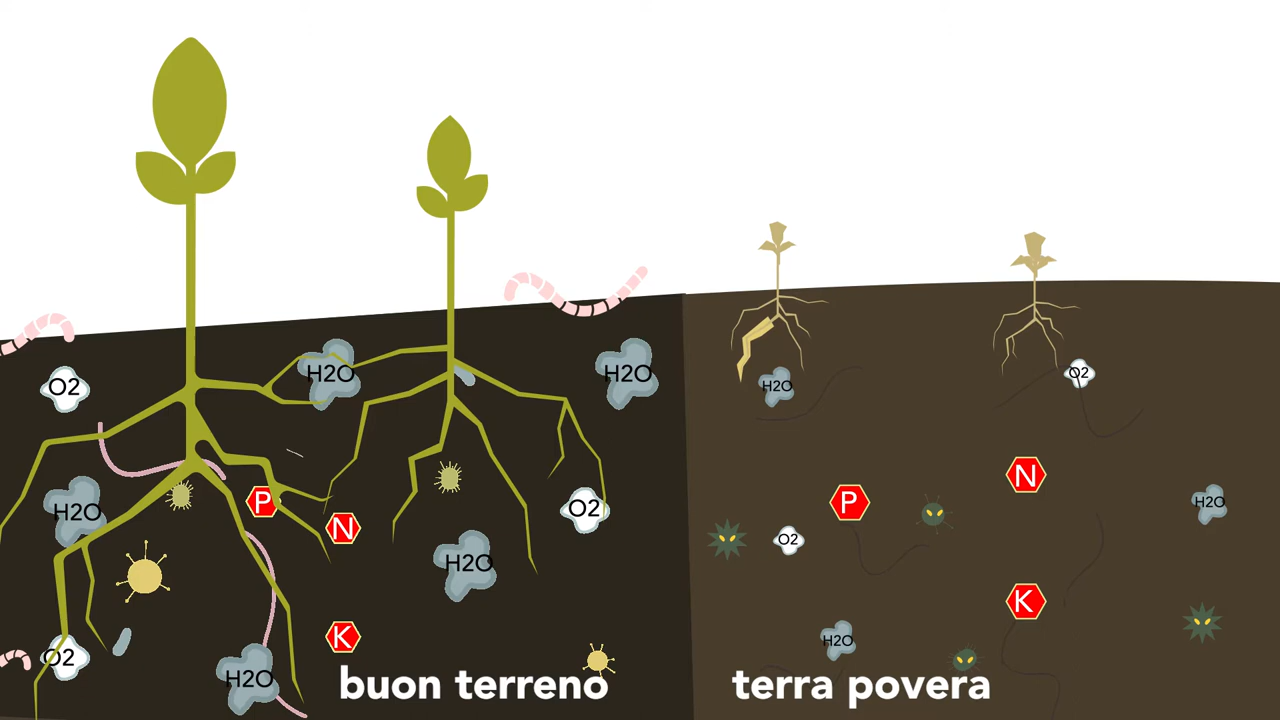 H2O
H2O
O2
H2O
O2
P
N
H2O
K
O2
H2O
buon terreno
H2O
O2
N
P
H2O
O2
K
H2O
terra povera